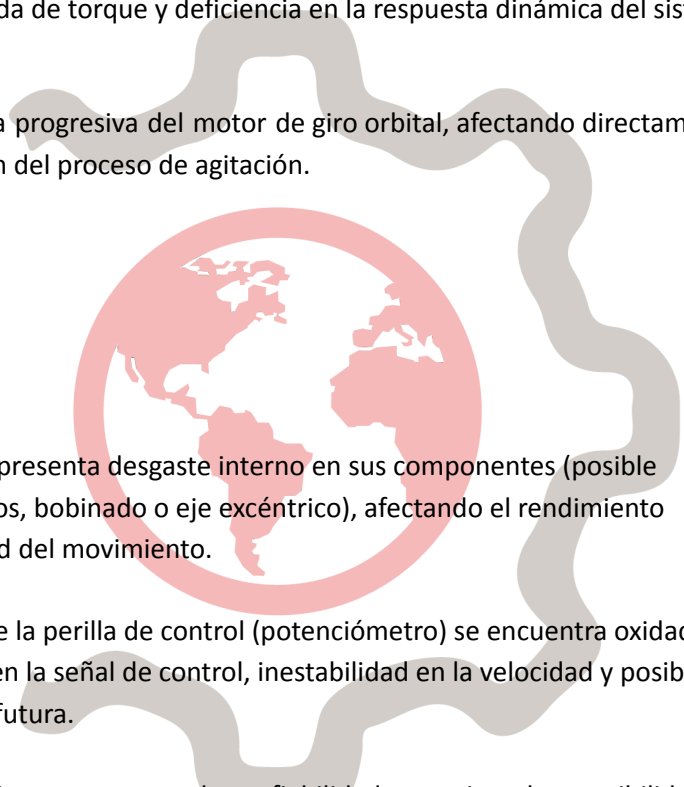 da de torque y deficiencia en la respuesta dinámica del sis
a progresiva del motor de giro orbital, afectando directam
n del proceso de agitación.
presenta desgaste interno en sus componentes (posible
os, bobinado o eje excéntrico), afectando el rendimiento
d del movimiento.
e la perilla de control (potenciómetro) se encuentra oxidad
en la señal de control, inestabilidad en la velocidad y posib
futura.